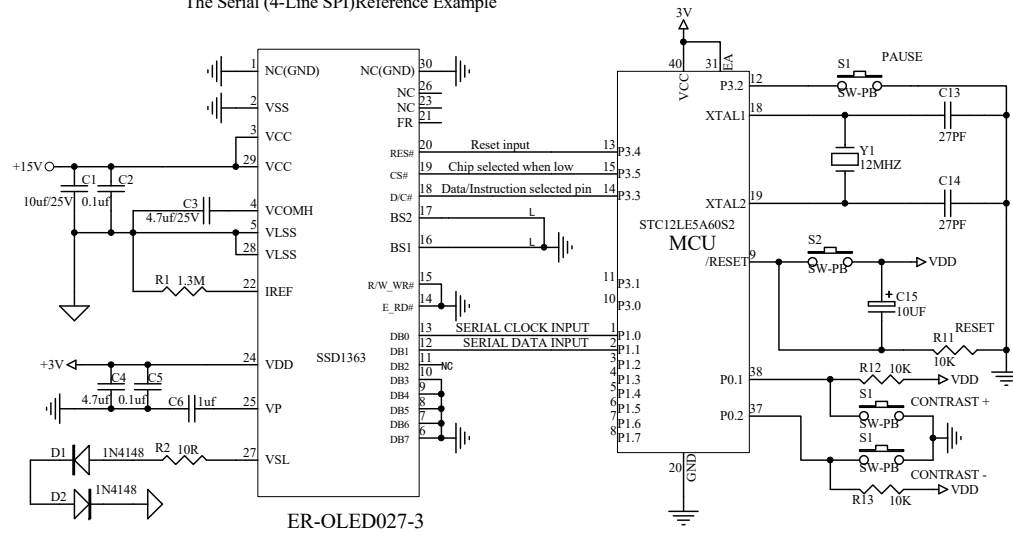 The Serial (4-Line SPI)Reference Example
1 NC(GND)
NC(GND) 30
NC 26
2 VSS
NC 23
FR 21
3 VCC
29 VCC
+15V
C1
10uf/25V
C2
0.1uf
C3
4.7uf/25V
4 VCOMH
5 VLSS
28 VLSS
R1 1.3M
22 IREF
RES# 20 Reset input 13 P3.4
CS# 19 Chip selected when low 15 P3.5
D/C# 18 Data/Instruction selected pin 14 P3.3
BS2 17 L
BS1 16 L
R/W_WR# 15
E_RD# 14
DB0 13 SERIAL CLOCK INPUT 1 P1.0
DB1 12 SERIAL DATA INPUT 2 P1.1
DB2 11 NC
DB3 10
DB4 9
DB5 8
DB6 7
DB7 6
SSD1363
+3V
24 VDD
C4
4.7uf
C5
0.1uf
C6 1uf
25 VP
D1 1N4148 R2 10R 27 VSL
D2 1N4148
ER-OLED027-3
3V
40 VCC
31 EA
P3.2 12
S1
SW-PB
PAUSE
XTAL1 18
C13
27PF
Y1
12MHZ
XTAL2 19
C14
27PF
STC12LE5A60S2
MCU
/RESET 9
S2
SW-PB
VDD
C15
+
10UF
RESET
R11
10K
11 P3.1
10 P3.0
3 P1.2
4 P1.3
5 P1.4
6 P1.5
7 P1.6
8 P1.7
P0.1 38
R12 10K VDD
S1
SW-PB
CONTRAST +
P0.2 37
S1
SW-PB
CONTRAST -
R13 10K VDD
20 GND